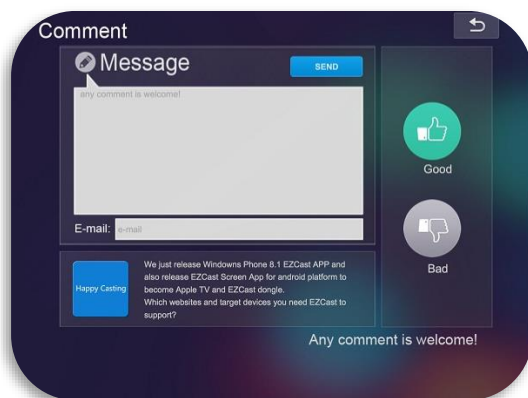 Comment
Message
SEND
any comment is welcome!
E-mail:
e-mail
Good
Bad
Happy Casting
We just release Windowns Phone 8.1 EZCast APP and
also release EZCast Screen App for android platform to
become Apple TV and EZCast dongle.
Which websites and target devices you need EZCast to
support?
Any comment is welcome!